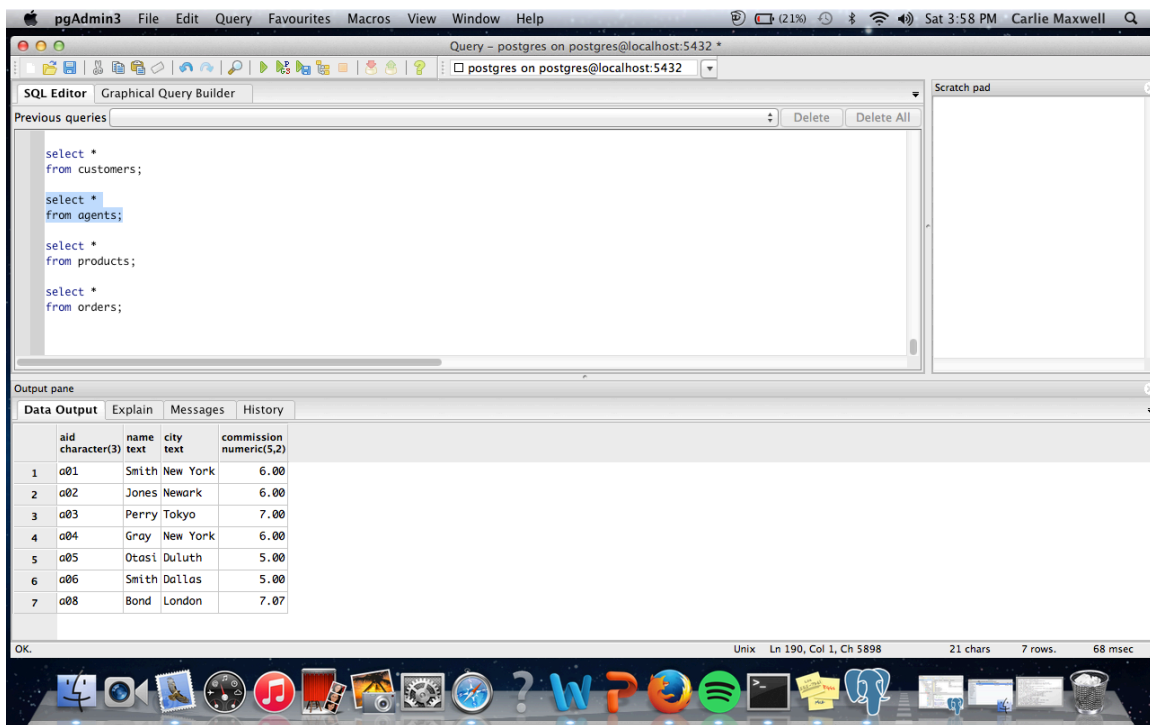 pgAdmin3 File Edit Query Favourites Macros View Window Help (21%) Sat 3:58 PM Carlie Maxwell
Query – postgres on postgres@localhost:5432 *
postgres on postgres@localhost:5432
SQL Editor Graphical Query Builder
Scratch pad
Previous queries Delete Delete All
select *
from customers;
select *
from agents;
select *
from products;
select *
from orders;
Output pane
Data Output Explain Messages History
aid name city commission
character(3) text text numeric(5,2)
1 a01 Smith New York 6.00
2 a02 Jones Newark 6.00
3 a03 Perry Tokyo 7.00
4 a04 Gray New York 6.00
5 a05 Otasi Duluth 5.00
6 a06 Smith Dallas 5.00
7 a08 Bond London 7.07
OK. Unix Ln 190, Col 1, Ch 5898 21 chars 7 rows. 68 msec